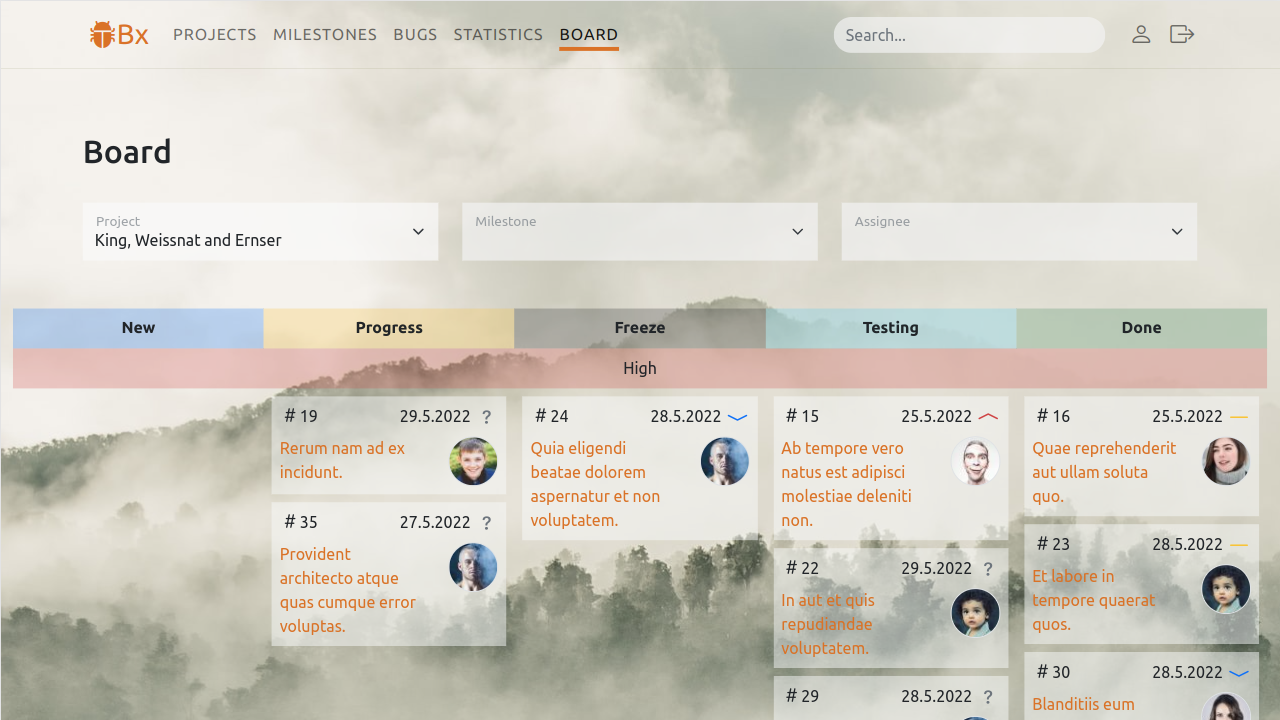 Bx PROJECTS MILESTONES BUGS STATISTICS BOARD Search...
Board
Project
King, Weissnat and Ernser
Milestone
Assignee
New Progress Freeze Testing Done
High
# 19 29.5.2022 ?
Rerum nam ad ex
incidunt.
# 35 27.5.2022 ?
Provident
architecto atque
quas cumque error
voluptas.
# 24 28.5.2022
Quia eligendi
beatae dolorem
aspernatur et non
voluptatem.
# 15 25.5.2022
Ab tempore vero
natus est adipisci
molestiae deleniti
non.
# 22 29.5.2022 ?
In aut et quis
repudiandae
voluptatem.
# 29 28.5.2022 ?
# 16 25.5.2022
Quae reprehenderit
aut ullam soluta
quo.
# 23 28.5.2022
Et labore in
tempore quaerat
quos.
# 30 28.5.2022
Blanditiis eum